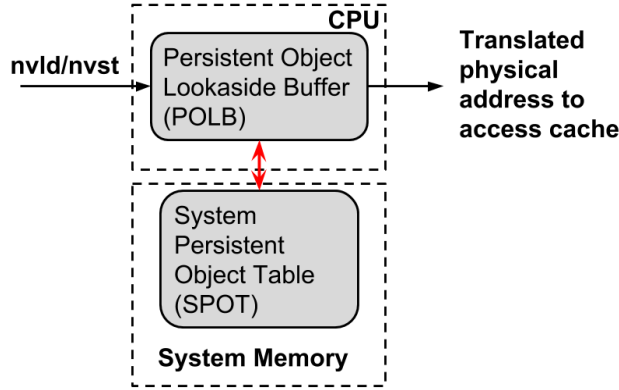 CPU
nvld/nvst
Persistent Object
Lookaside Buffer
(POLB)
Translated
physical
address to
access cache
System
Persistent
Object Table
(SPOT)
System Memory